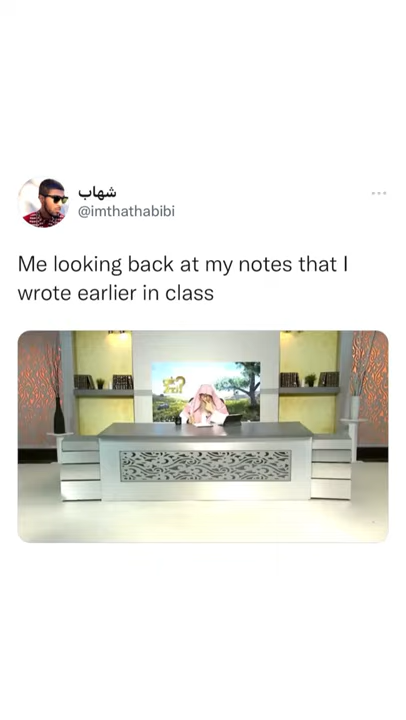 شهاب
@imthathabibi
Me looking back at my notes that I
wrote earlier in class